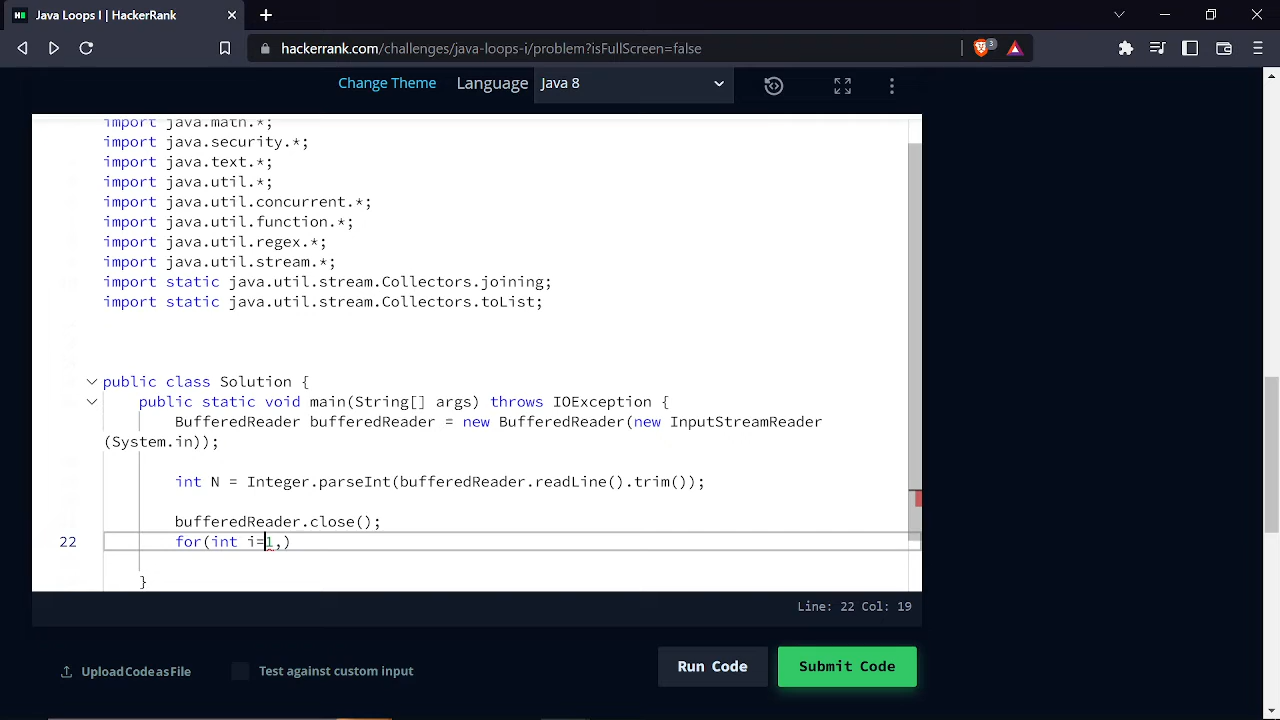 Java Loops I | HackerRank
hackerrank.com/challenges/java-loops-i/problem?isFullScreen=false
3
Change Theme Language Java 8
import java.math.*;
import java.security.*;
import java.text.*;
import java.util.*;
import java.util.concurrent.*;
import java.util.function.*;
import java.util.regex.*;
import java.util.stream.*;
import static java.util.stream.Collectors.joining;
import static java.util.stream.Collectors.toList;
public class Solution {
public static void main(String[] args) throws IOException {
BufferedReader bufferedReader = new BufferedReader(new InputStreamReader
(System.in));
int N = Integer.parseInt(bufferedReader.readLine().trim());
bufferedReader.close();
22 for(int i=1,)
}
Line: 22 Col: 19
Upload Code as File Test against custom input Run Code Submit Code